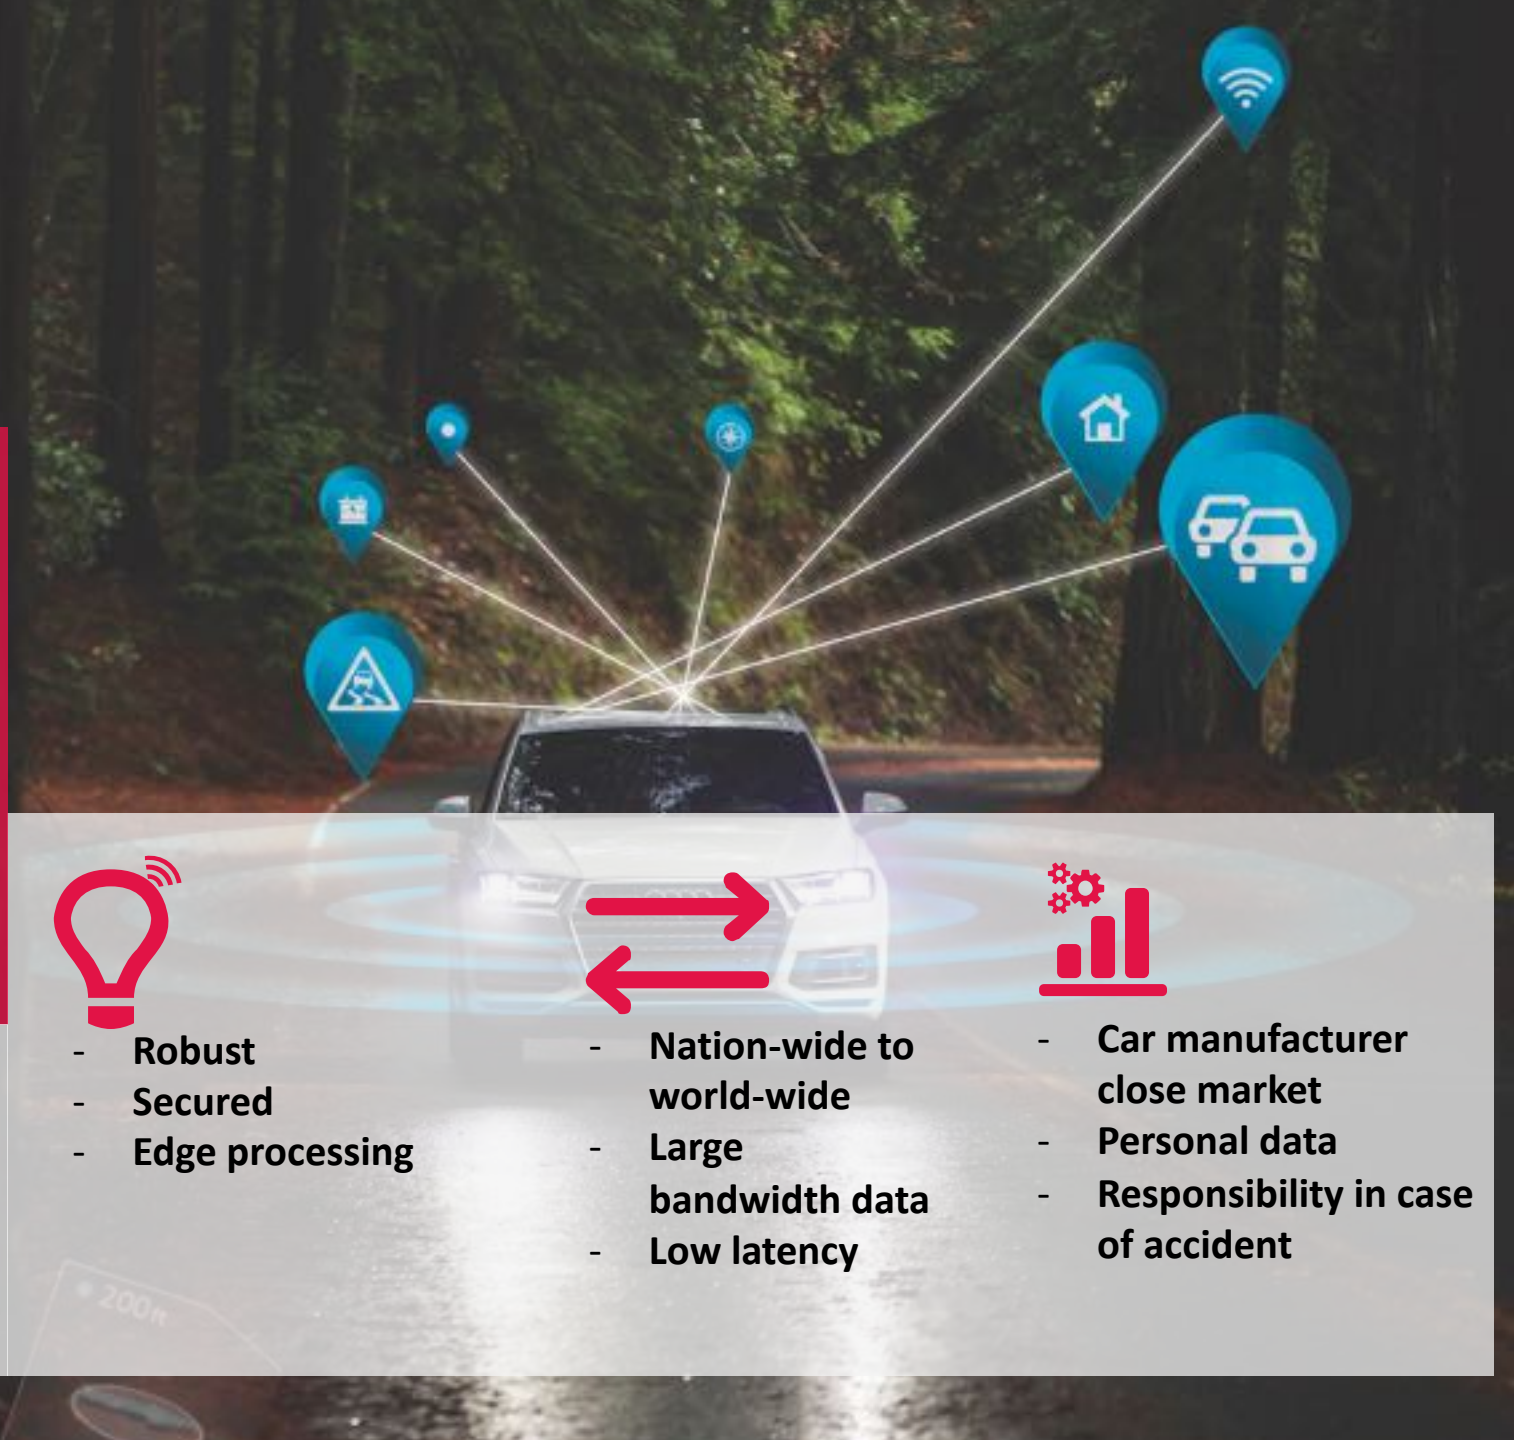 - Robust
- Secured
- Edge processing
- Nation-wide to
world-wide
- Large
bandwidth data
- Low latency
- Car manufacturer
close market
- Personal data
- Responsibility in case
of accident
200ft